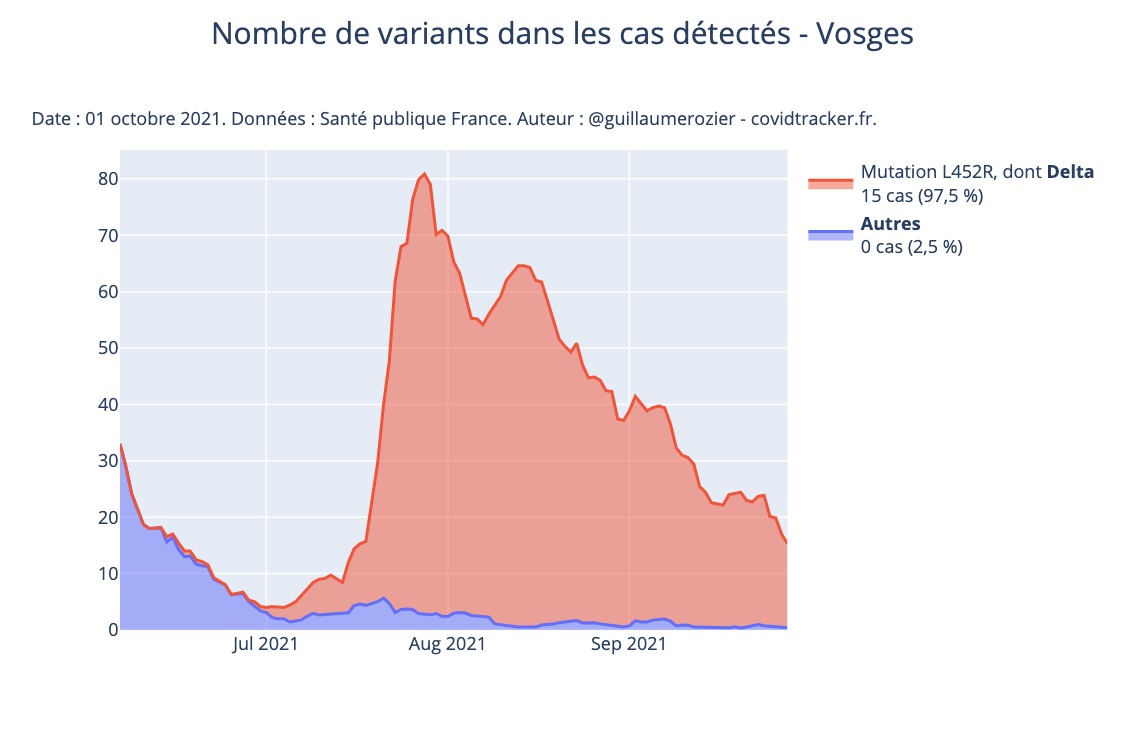 Nombre de variants dans les cas détectés - Vosges
Date : 01 octobre 2021. Données : Santé publique France. Auteur : @guillaumerozier - covidtracker.fr.
Mutation L452R, dont Delta
15 cas (97,5 %)
Autres
0 cas (2,5 %)
80
70
60
50
40
30
20
10
0
Jul 2021 Aug 2021 Sep 2021